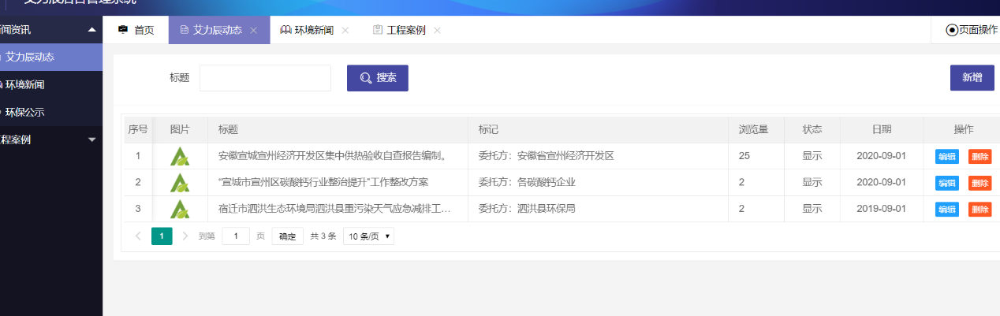 艾力辰后台管理系统
闻资讯
艾力辰动态
环境新闻
环保公示
工程案例
首页 艾力辰动态 环境新闻 工程案例 页面操作
标题 搜索 新增
序号 图片 标题 标记 浏览量 状态 日期 操作
1 安徽宣城宣州经济开发区集中供热验收自查报告编制。 委托方：安徽省宣州经济开发区 25 显示 2020-09-01 编辑 删除
2 “宣城市宣州区碳酸钙行业整治提升”工作整改方案 委托方：各碳酸钙企业 2 显示 2020-09-01 编辑 删除
3 宿迁市泗洪生态环境局泗洪县重污染天气应急减排工... 委托方：泗洪县环保局 2 显示 2019-09-01 编辑 删除
1 到第 1 页 确定 共 3 条 10 条/页